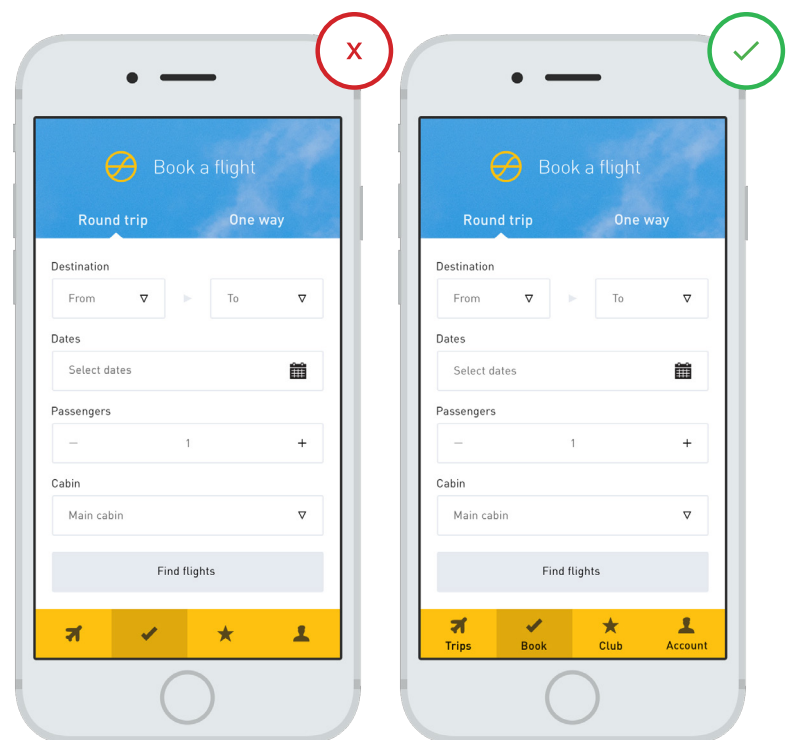 X
Book a flight
Round trip One way
Destination
From To
Dates
Select dates
Passengers
− 1 +
Cabin
Main cabin
Find flights
Book a flight
Round trip One way
Destination
From To
Dates
Select dates
Passengers
− 1 +
Cabin
Main cabin
Find flights
Trips Book Club Account